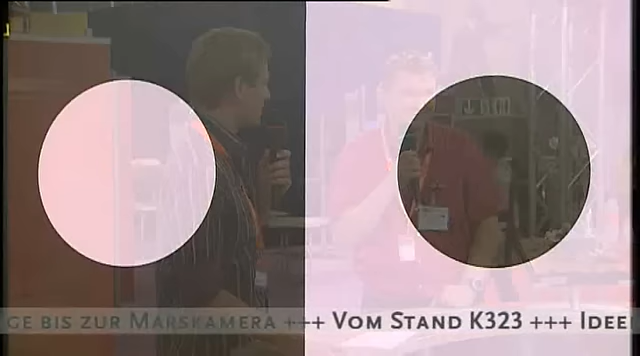 GE BIS ZUR MARSKAMERA +++ VOM STAND K323 +++ IDEE